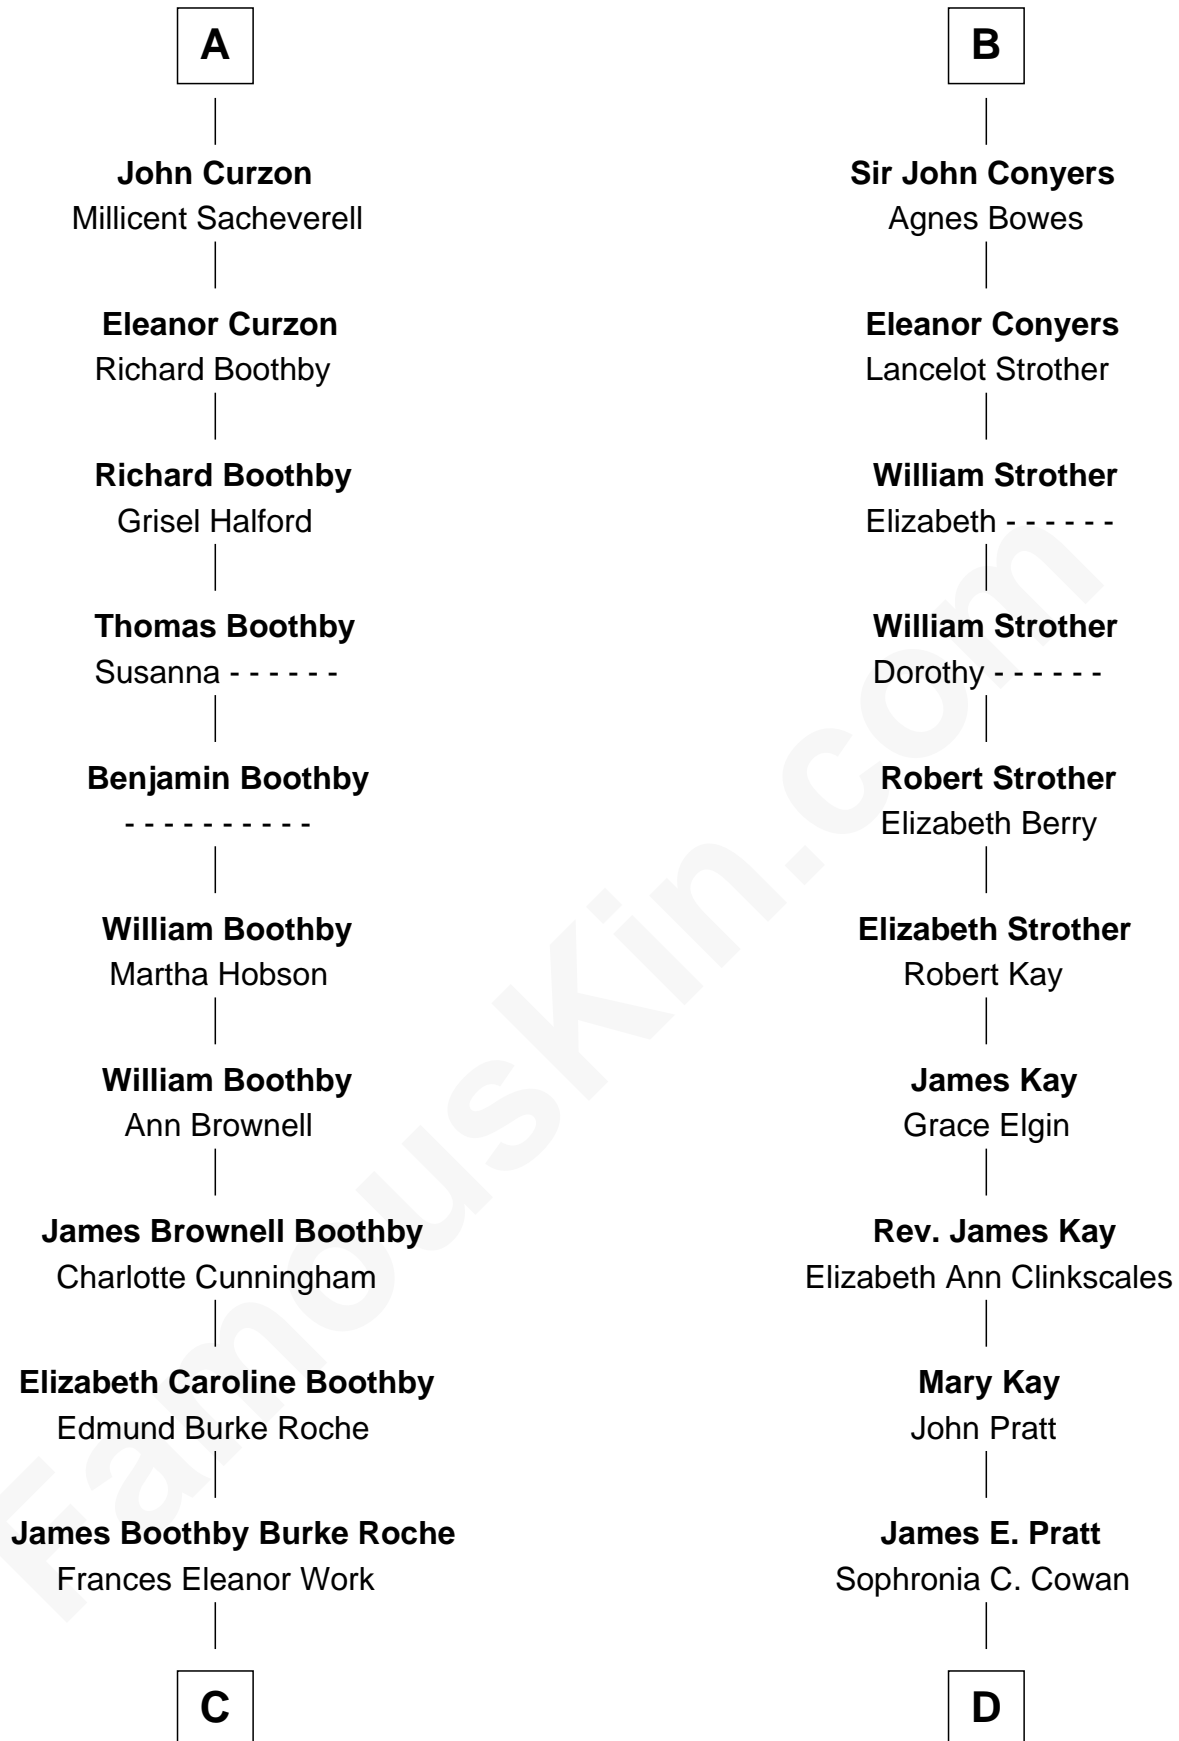 A
John Curzon
Millicent Sacheverell
Eleanor Curzon
Richard Boothby
Richard Boothby
Grisel Halford
Thomas Boothby
Susanna - - - - - -
Benjamin Boothby
- - - - - - - - - -
William Boothby
Martha Hobson
William Boothby
Ann Brownell
James Brownell Boothby
Charlotte Cunningham
Elizabeth Caroline Boothby
Edmund Burke Roche
James Boothby Burke Roche
Frances Eleanor Work
C
B
Sir John Conyers
Agnes Bowes
Eleanor Conyers
Lancelot Strother
William Strother
Elizabeth - - - - - -
William Strother
Dorothy - - - - - -
Robert Strother
Elizabeth Berry
Elizabeth Strother
Robert Kay
James Kay
Grace Elgin
Rev. James Kay
Elizabeth Ann Clinkscales
Mary Kay
John Pratt
James E. Pratt
Sophronia C. Cowan
D
FamousKin.com